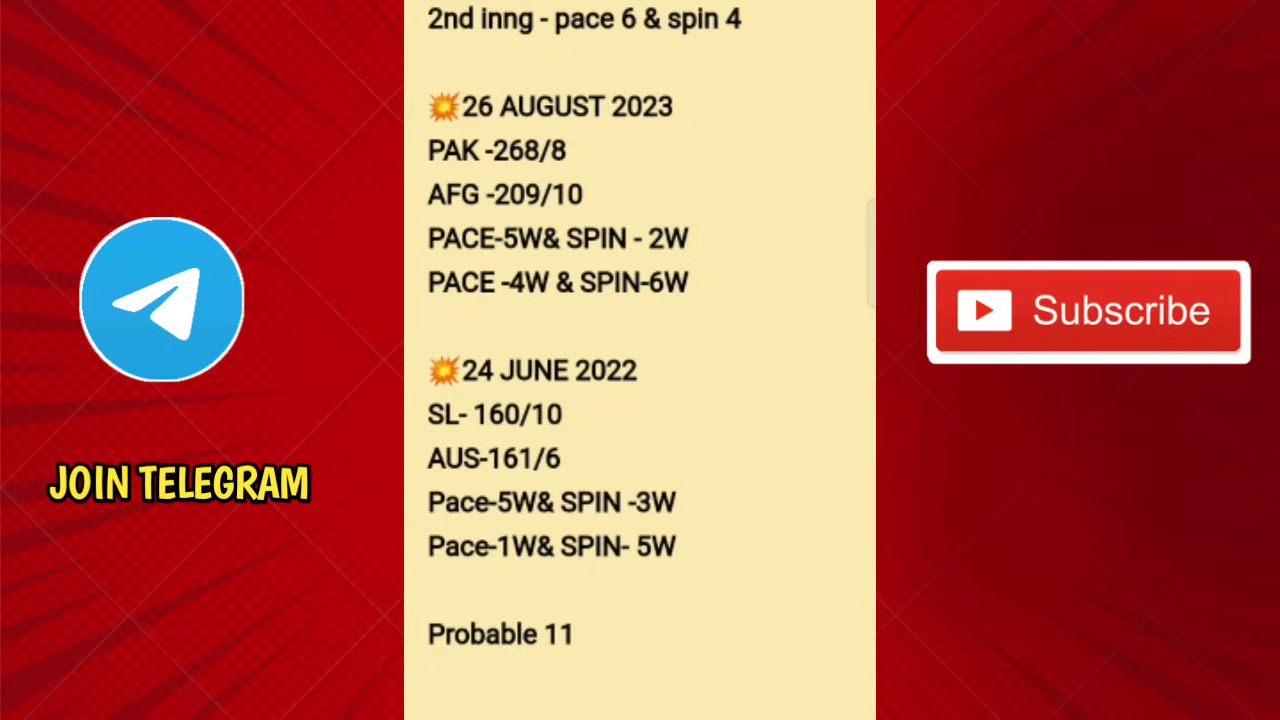 2nd inng - pace 6 & spin 4
💥26 AUGUST 2023
PAK -268/8
AFG -209/10
PACE-5W& SPIN - 2W
PACE -4W & SPIN-6W
💥24 JUNE 2022
SL- 160/10
AUS-161/6
Pace-5W& SPIN -3W
Pace-1W& SPIN- 5W
Probable 11
JOIN TELEGRAM
Subscribe